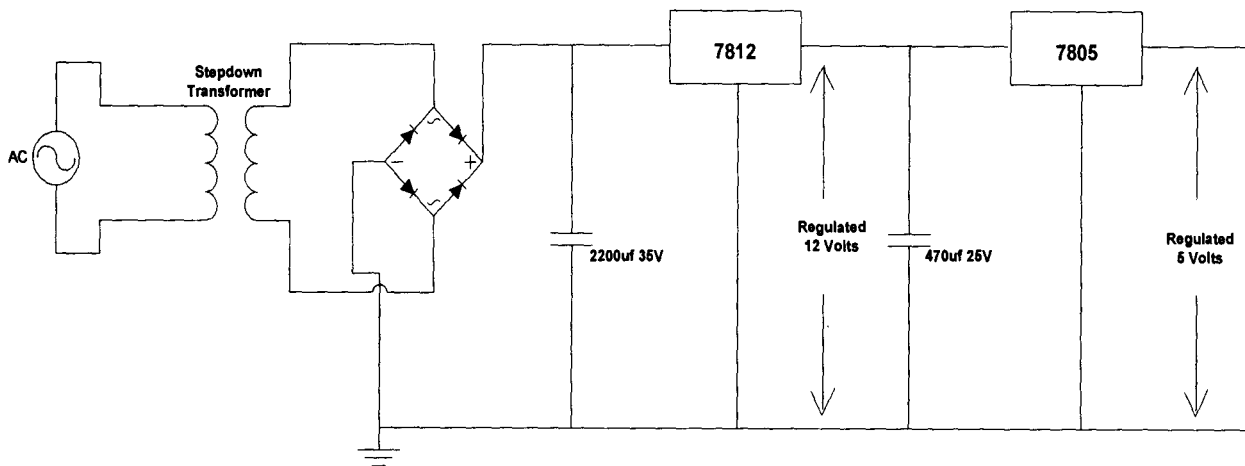 Stepdown
Transformer
AC
~
~
−
+
7812
7805
2200uf 35V
Regulated
12 Volts
470uf 25V
Regulated
5 Volts